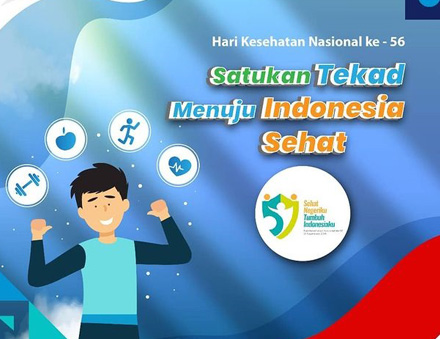 Hari Kesehatan Nasional ke - 56
Satukan Tekad
Menuju Indonesia
Sehat
Sehat
Negeriku
Tumbuh
Indonesiaku